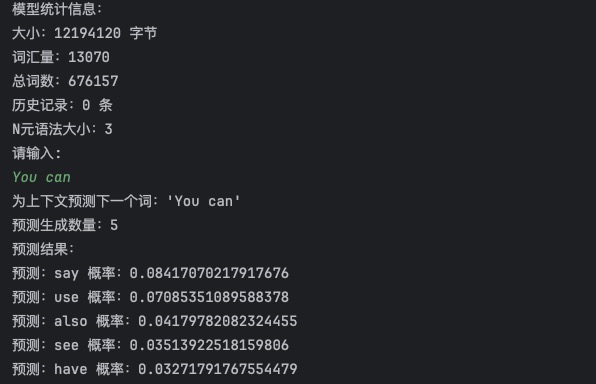 模型统计信息:
大小: 12194120 字节
词汇量: 13070
总词数: 676157
历史记录: 0 条
N元语法大小: 3
请输入:
You can
为上下文预测下一个词: 'You can'
预测生成数量: 5
预测结果:
预测: say 概率: 0.08417070217917676
预测: use 概率: 0.07085351089588378
预测: also 概率: 0.04179782082324455
预测: see 概率: 0.03513922518159806
预测: have 概率: 0.03271791767554479